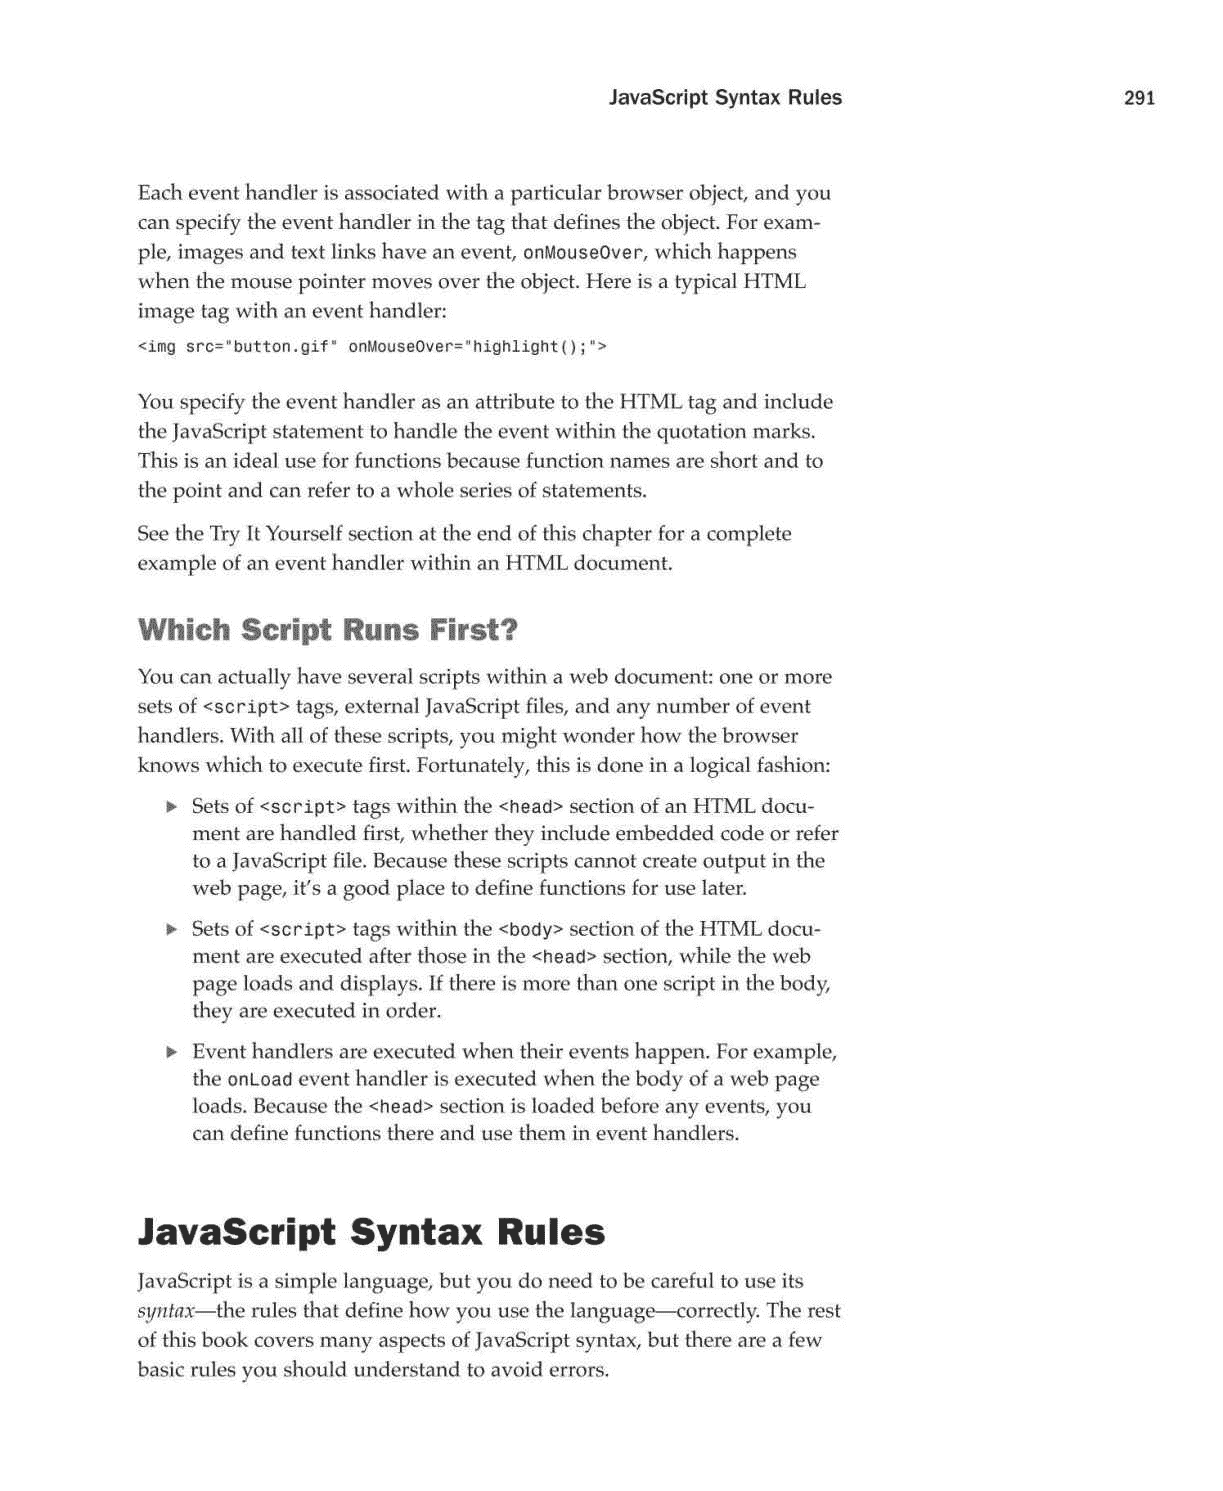 JavaScript Syntax Rules 291
Each event handler is associated with a particular browser object, and you
can specify the event handler in the tag that defines the object. For exam-
ple, images and text links have an event, onMouseOver, which happens
when the mouse pointer moves over the object. Here is a typical HTML
image tag with an event handler:
<img src="button.gif" onMouseOver="highlight();">
You specify the event handler as an attribute to the HTML tag and include
the JavaScript statement to handle the event within the quotation marks.
This is an ideal use for functions because function names are short and to
the point and can refer to a whole series of statements.
See the Try It Yourself section at the end of this chapter for a complete
example of an event handler within an HTML document.
Which Script Runs First?
You can actually have several scripts within a web document: one or more
sets of <script> tags, external JavaScript files, and any number of event
handlers. With all of these scripts, you might wonder how the browser
knows which to execute first. Fortunately, this is done in a logical fashion:
▶ Sets of <script> tags within the <head> section of an HTML docu-
ment are handled first, whether they include embedded code or refer
to a JavaScript file. Because these scripts cannot create output in the
web page, it's a good place to define functions for use later.
▶ Sets of <script> tags within the <body> section of the HTML docu-
ment are executed after those in the <head> section, while the web
page loads and displays. If there is more than one script in the body,
they are executed in order.
▶ Event handlers are executed when their events happen. For example,
the onLoad event handler is executed when the body of a web page
loads. Because the <head> section is loaded before any events, you
can define functions there and use them in event handlers.
JavaScript Syntax Rules
JavaScript is a simple language, but you do need to be careful to use its
syntax—the rules that define how you use the language—correctly. The rest
of this book covers many aspects of JavaScript syntax, but there are a few
basic rules you should understand to avoid errors.